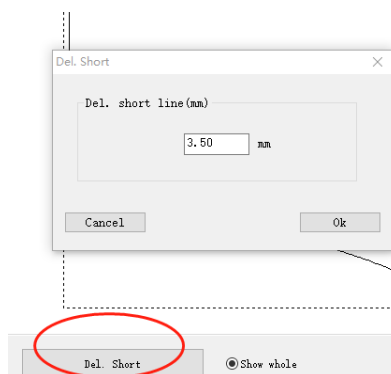 Del. Short
Del. short line(mm)
3.50 mm
Cancel Ok
Del. Short Show whole